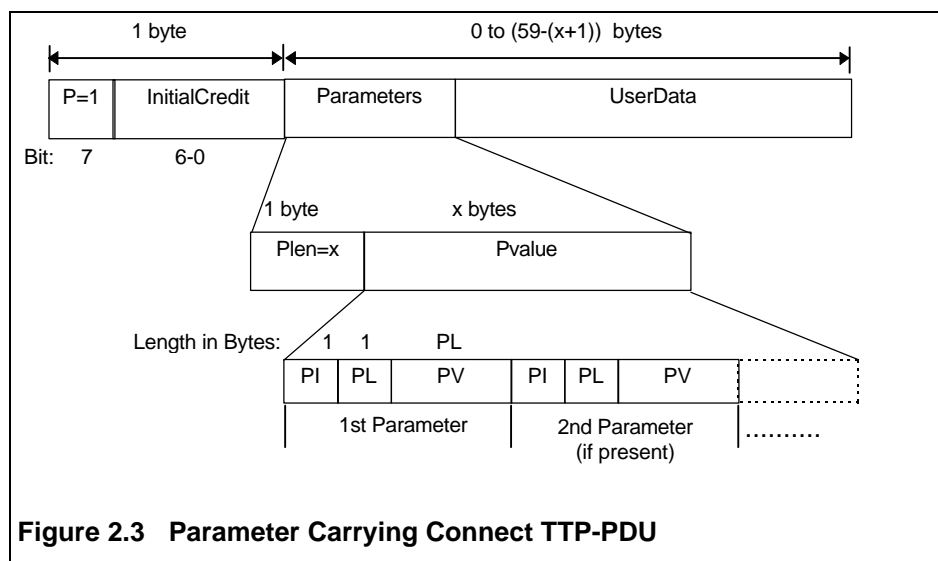 1 byte 0 to (59-(x+1)) bytes
P=1 InitialCredit Parameters UserData
Bit: 7 6-0
1 byte x bytes
Plen=x Pvalue
Length in Bytes: 1 1 PL
PI PL PV PI PL PV
1st Parameter 2nd Parameter ..........
(if present)
Figure 2.3 Parameter Carrying Connect TTP-PDU